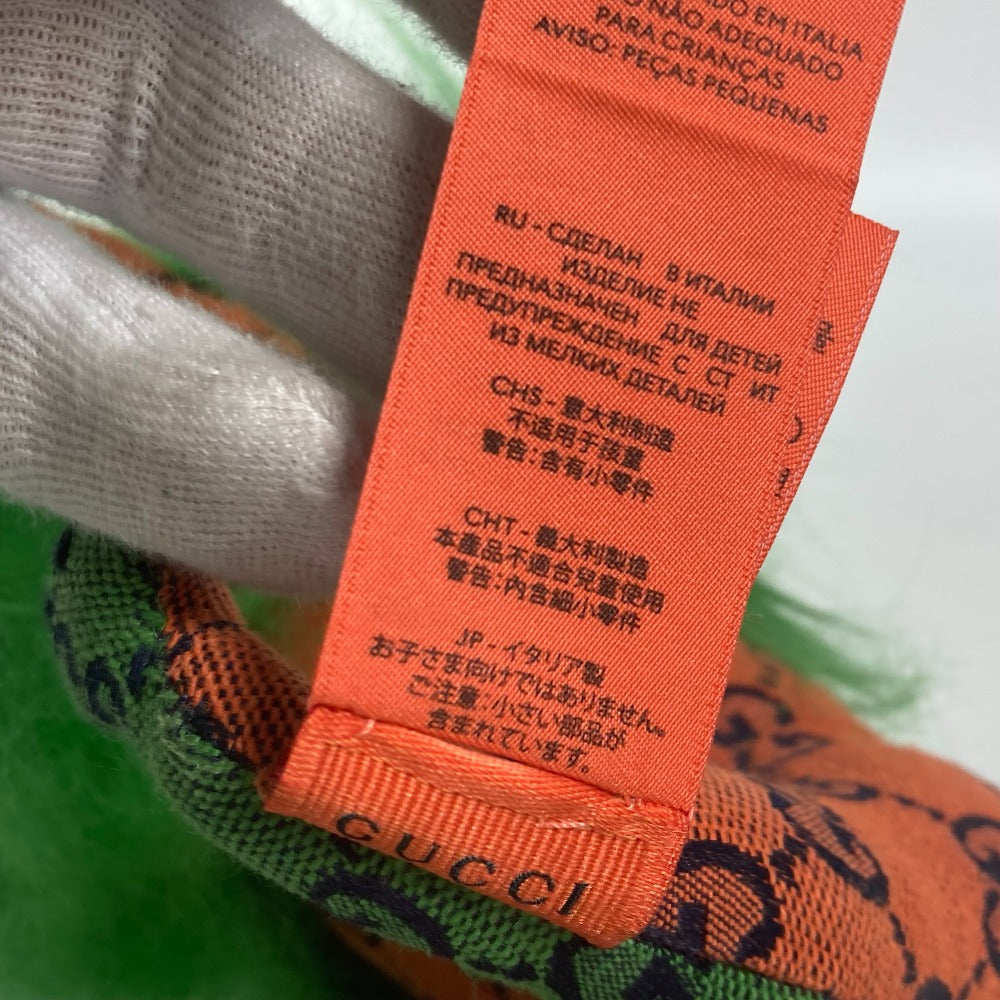 DO EM ITALIA
O NÃO ADEQUADO
PARA CRIANÇAS
AVISO: PEÇAS PEQUENAS
RU - СДЕЛАН В ИТАЛИИ
ИЗДЕЛИЕ НЕ
ПРЕДНАЗНАЧЕН ДЛЯ ДЕТЕЙ
ПРЕДУПРЕЖДЕНИЕ С СТ ИТ
ИЗ МЕЛКИХ ДЕТАЛЕЙ
CHS -意大利制造
不适用于孩童
警告:含有小零件
CHT - 意大利製造
本產品不適合兒童使用
警告:內含細小零件
JP - イタリア製
お子さま向けではありません。
ご注意:小さい部品が
含まれています。
GUCCI